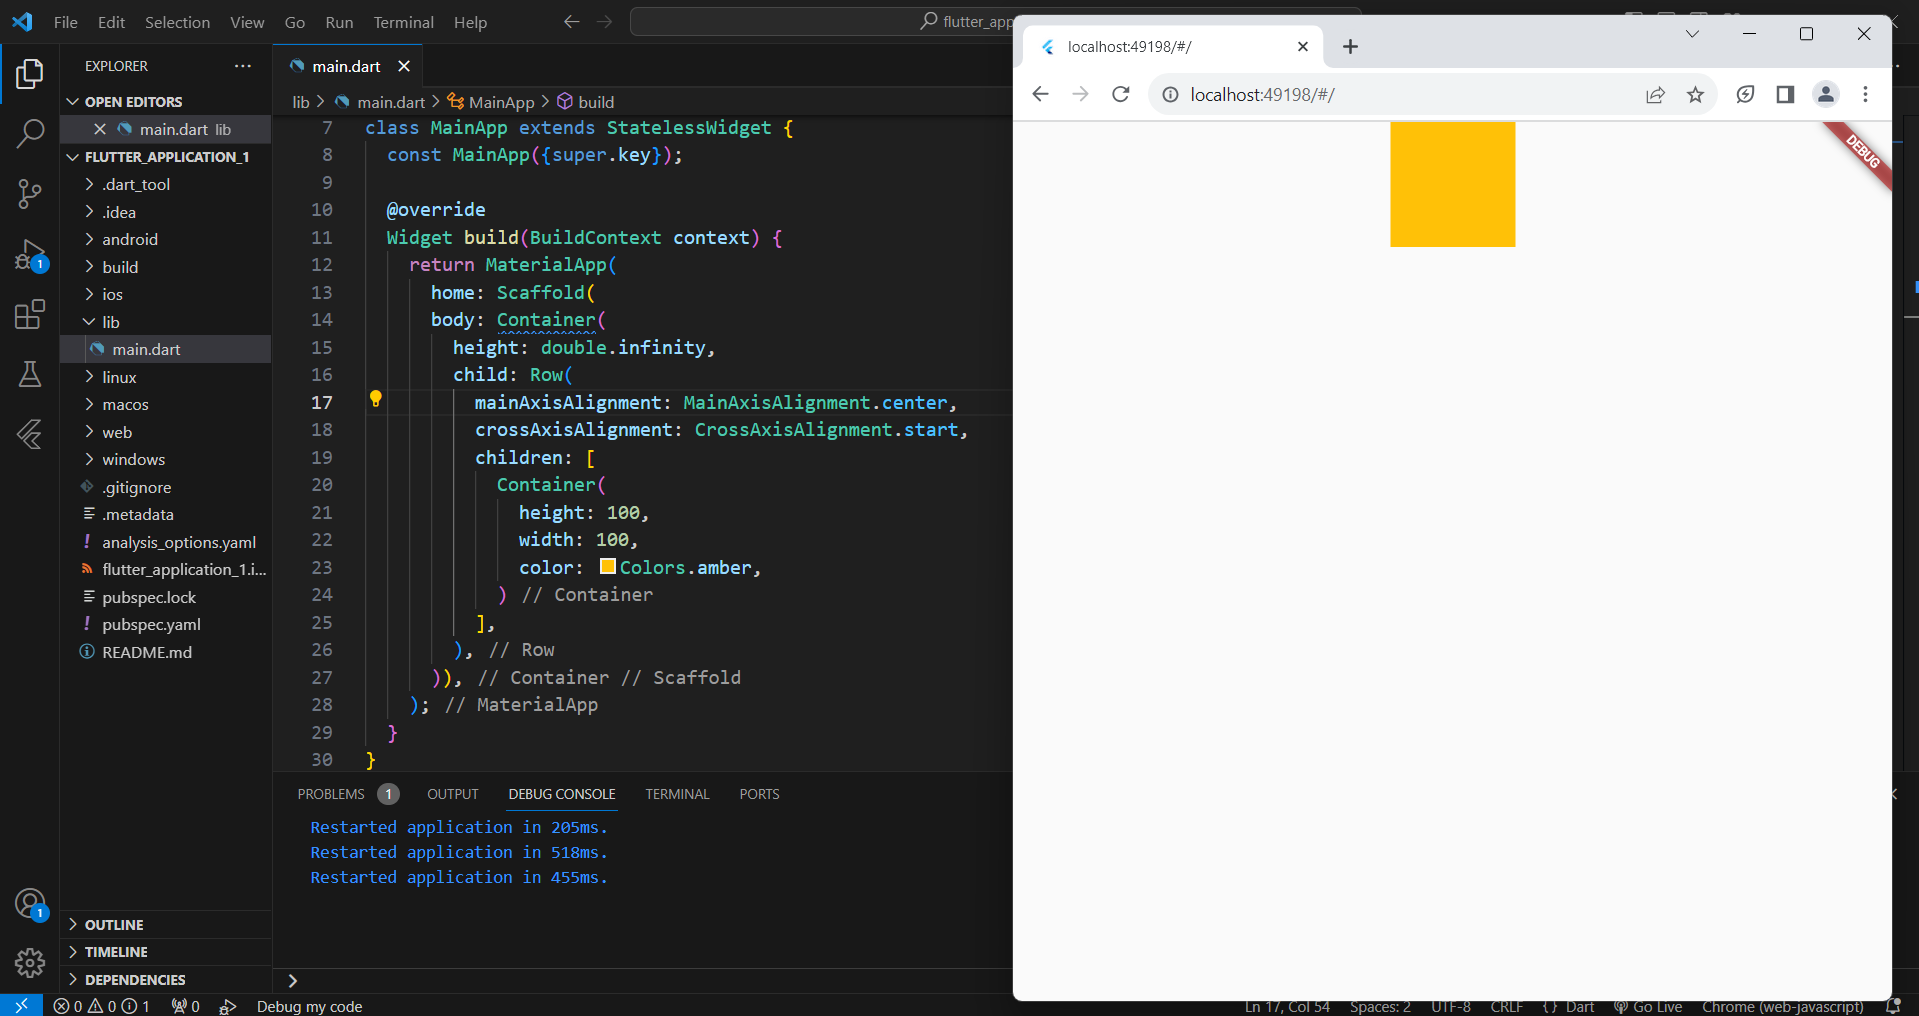 File Edit Selection View Go Run Terminal Help
flutter_app
EXPLORER
OPEN EDITORS
main.dart lib
FLUTTER_APPLICATION_1
.dart_tool
.idea
android
build
ios
lib
main.dart
linux
macos
web
windows
.gitignore
.metadata
analysis_options.yaml
flutter_application_1.i...
pubspec.lock
pubspec.yaml
README.md
OUTLINE
TIMELINE
DEPENDENCIES
1
1
main.dart
lib > main.dart > MainApp > build
7 class MainApp extends StatelessWidget {
8 const MainApp({super.key});
9
10 @override
11 Widget build(BuildContext context) {
12 return MaterialApp(
13 home: Scaffold(
14 body: Container(
15 height: double.infinity,
16 child: Row(
17 mainAxisAlignment: MainAxisAlignment.center,
18 crossAxisAlignment: CrossAxisAlignment.start,
19 children: [
20 Container(
21 height: 100,
22 width: 100,
23 color: Colors.amber,
24 ) // Container
25 ],
26 ), // Row
27 )), // Container // Scaffold
28 ); // MaterialApp
29 }
30 }
PROBLEMS 1 OUTPUT DEBUG CONSOLE TERMINAL PORTS
Restarted application in 205ms.
Restarted application in 518ms.
Restarted application in 455ms.
localhost:49198/#/
localhost:49198/#/
DEBUG
0 0 1 0 Debug my code Ln 17, Col 54 Spaces: 2 UTF-8 CRLF {} Dart Go Live Chrome (web-javascript)